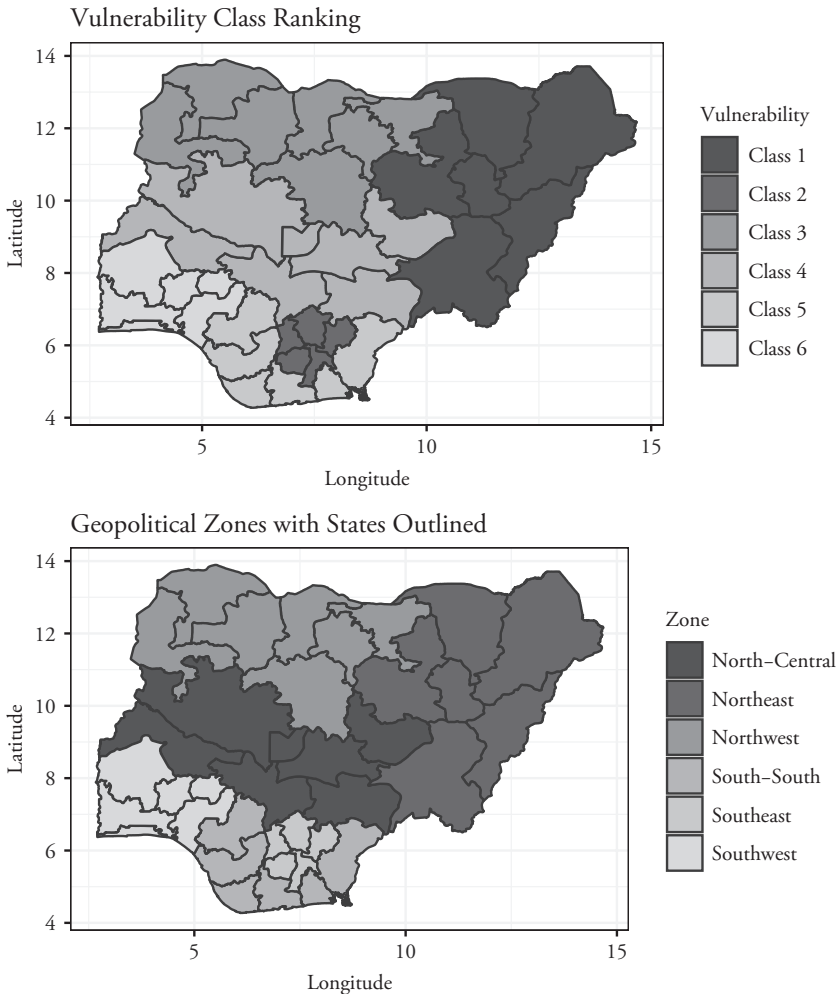 Vulnerability Class Ranking
14
12
10
8
6
4
Latitude
5
10
15
Longitude
Vulnerability
Class 1
Class 2
Class 3
Class 4
Class 5
Class 6
Geopolitical Zones with States Outlined
14
12
10
8
6
4
Latitude
5
10
15
Longitude
Zone
North–Central
Northeast
Northwest
South–South
Southeast
Southwest